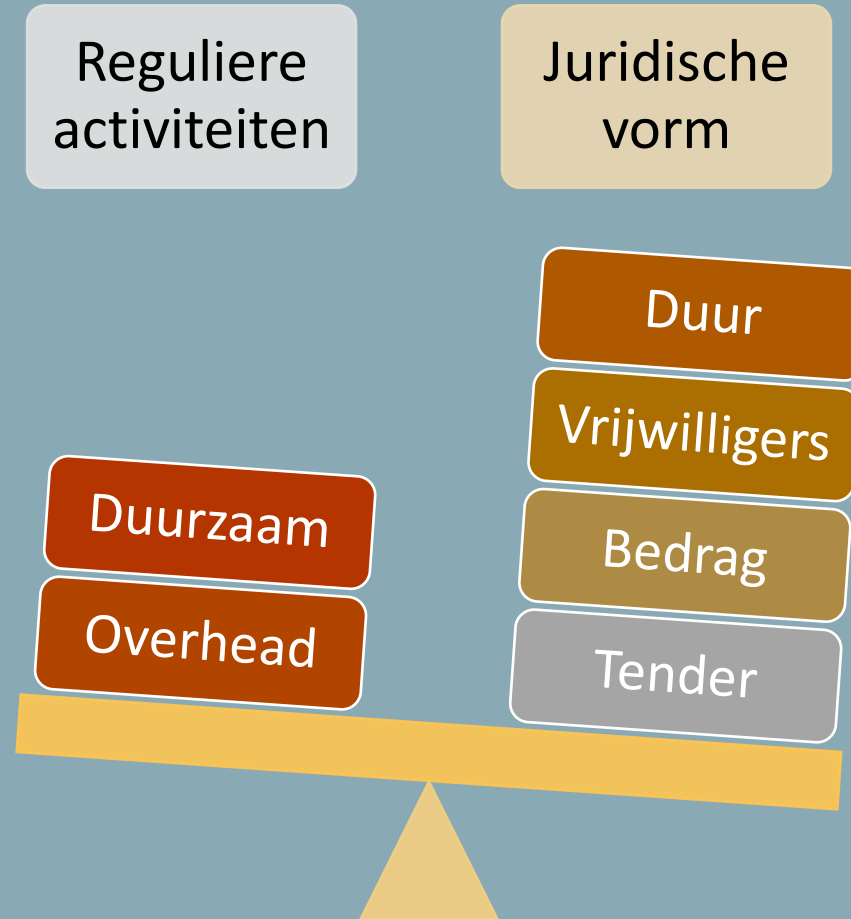 Reguliere
activiteiten
Juridische
vorm
Duur
Vrijwilligers
Bedrag
Tender
Duurzaam
Overhead